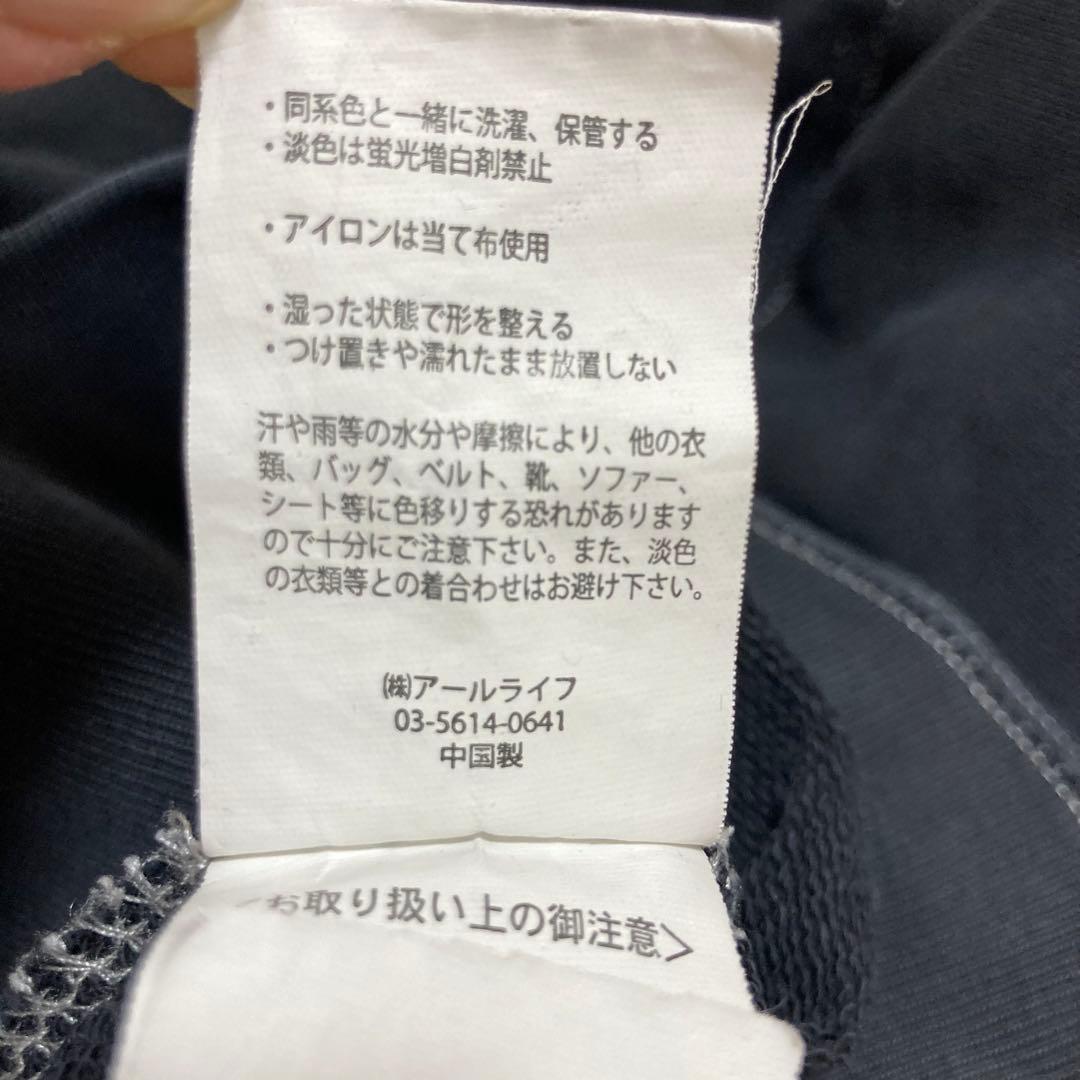 ・同系色と一緒に洗濯、保管する
・淡色は蛍光増白剤禁止
・アイロンは当て布使用
・湿った状態で形を整える
・つけ置きや濡れたまま放置しない
汗や雨等の水分や摩擦により、他の衣
類、バッグ、ベルト、靴、ソファー、
シート等に色移りする恐れがあります
ので十分にご注意下さい。また、淡色
の衣類等との着合わせはお避け下さい。
㈱アールライフ
03-5614-0641
中国製
<お取り扱い上の御注意>